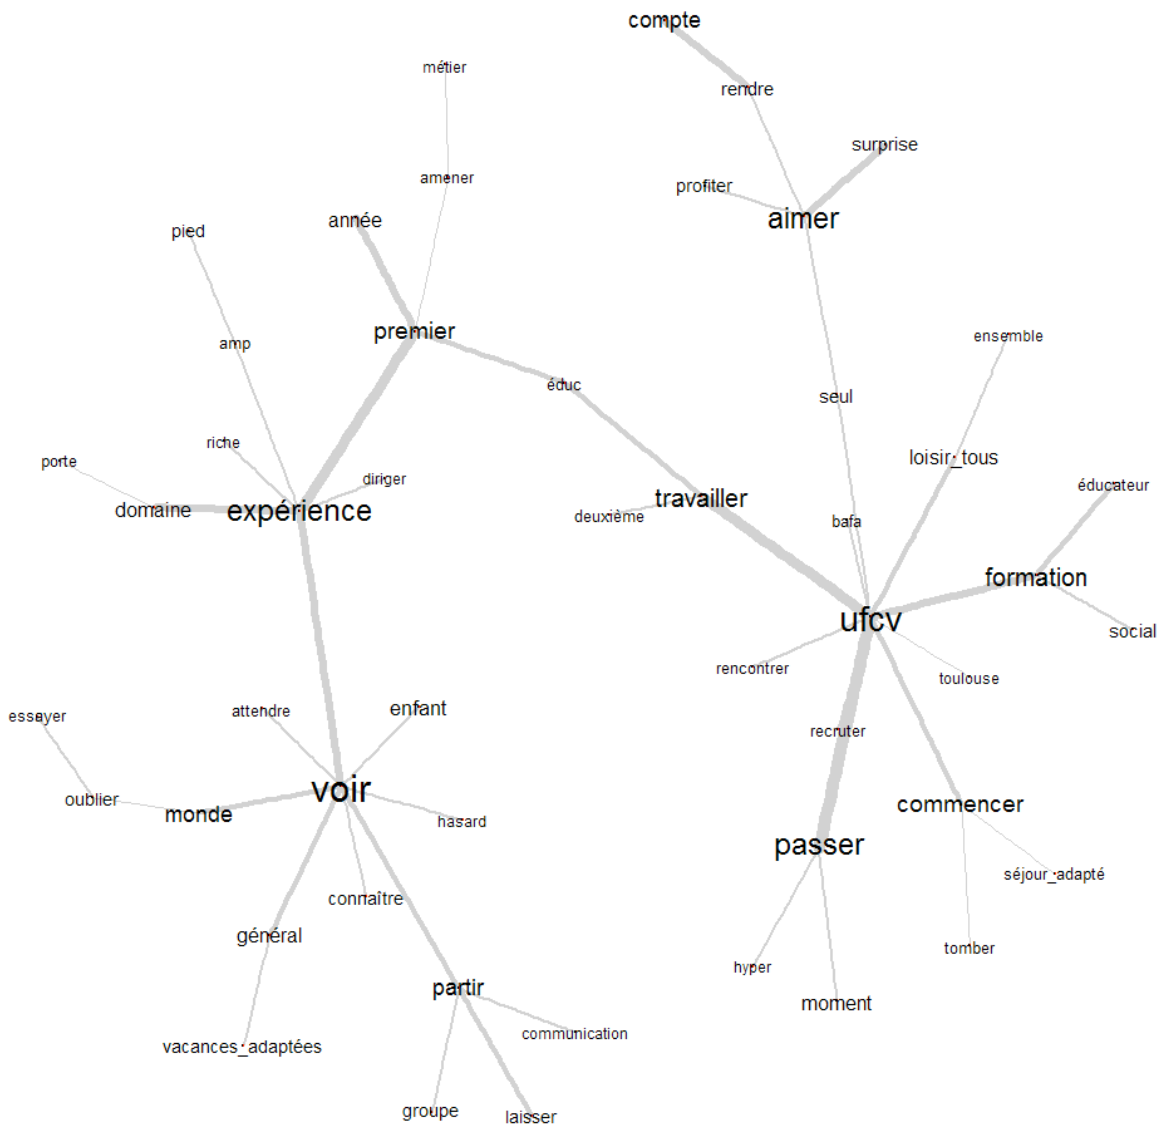 compte
métier
rendre
surprise
amener
profiter
année
aimer
pied
premier
ensemble
amp
éduc
seul
riche
loisir_tous
porte
diriger
éducateur
travailler
domaine
expérience
deuxième
bafa
formation
ufcv
social
rencontrer
toulouse
enfant
attendre
essayer
recruter
voir
oublier
commencer
monde
hasard
passer
séjour_adapté
connaître
général
tomber
hyper
partir
moment
communication
vacances_adaptées
groupe
laisser